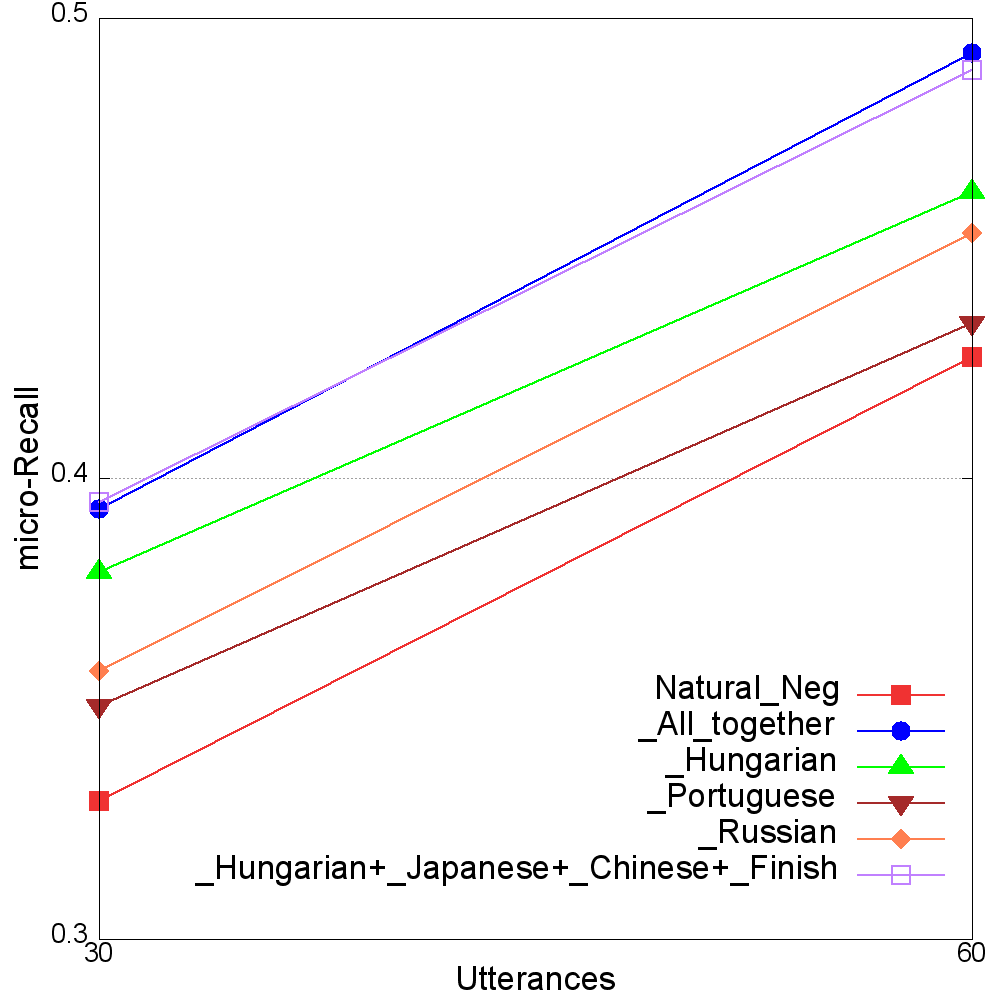 0.5
0.4
0.3
micro-Recall
Natural_Neg
_All_together
_Hungarian
_Portuguese
_Russian
_Hungarian+_Japanese+_Chinese+_Finish
30
60
Utterances